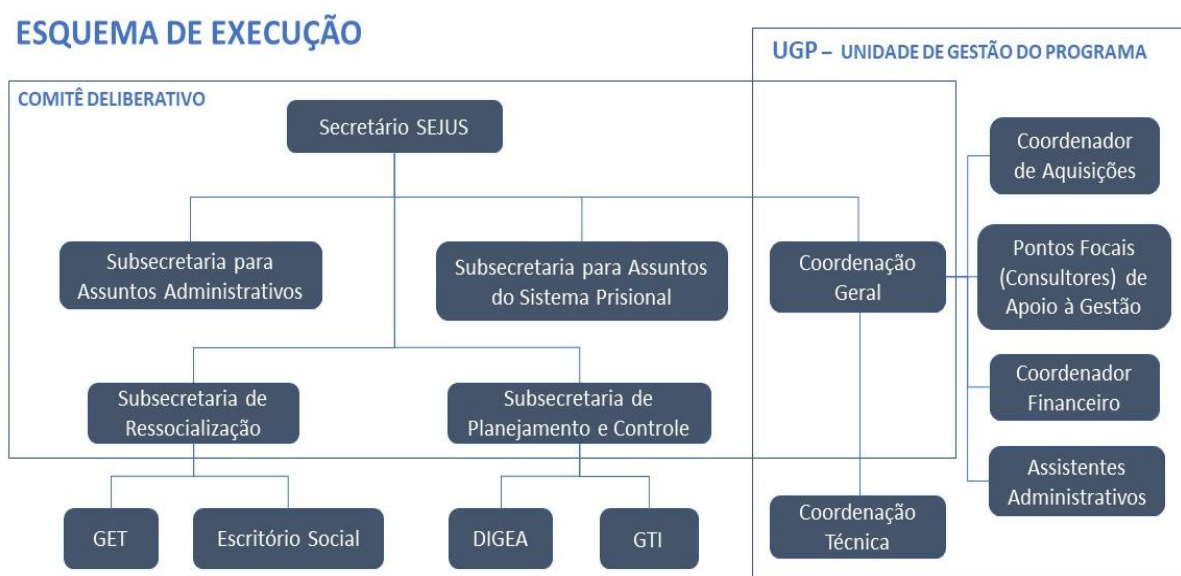 ESQUEMA DE EXECUÇÃO
UGP – UNIDADE DE GESTÃO DO PROGRAMA
COMITÊ DELIBERATIVO
Secretário SEJUS
Coordenador
de Aquisições
Subsecretaria para
Assuntos Administrativos
Subsecretaria para Assuntos
do Sistema Prisional
Coordenação
Geral
Pontos Focais
(Consultores) de
Apoio à Gestão
Subsecretaria de
Ressocialização
Subsecretaria de
Planejamento e Controle
Coordenador
Financeiro
Assistentes
Administrativos
GET
Escritório Social
DIGEA
GTI
Coordenação
Técnica